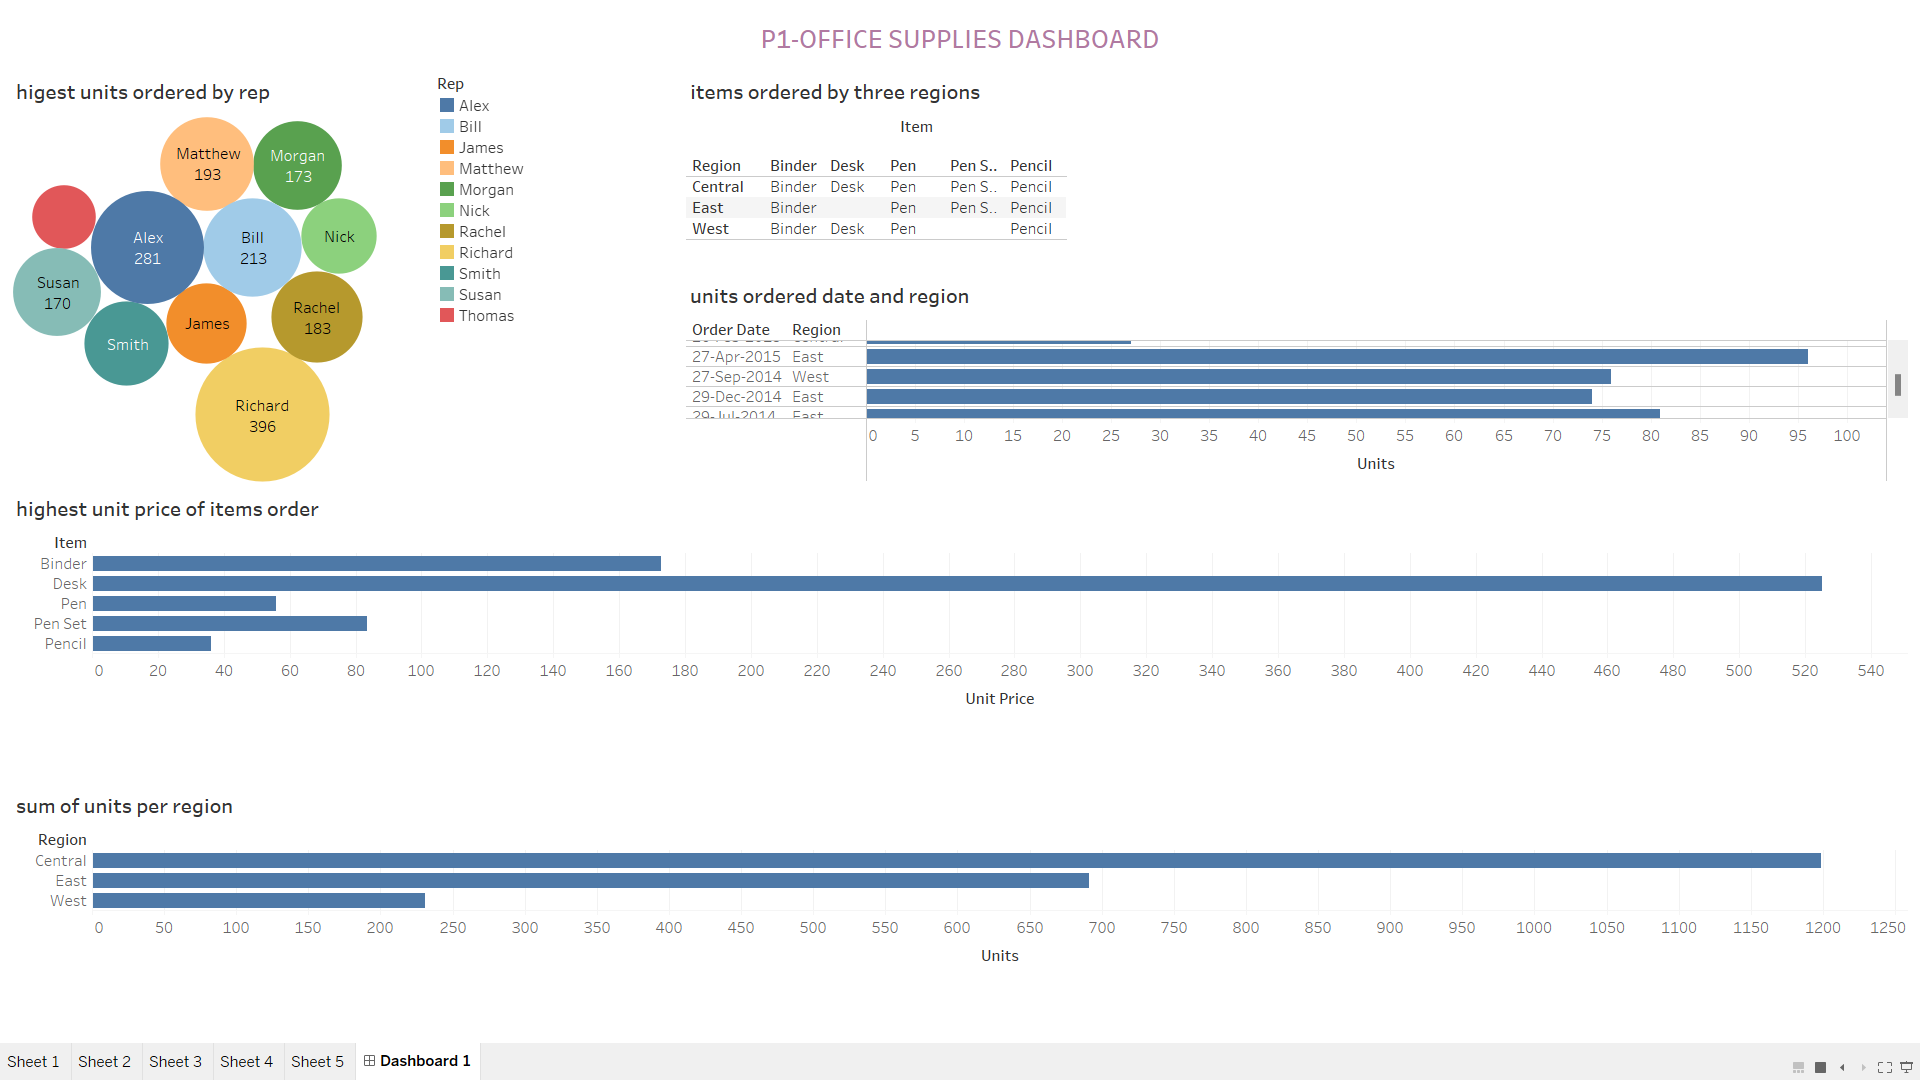 P1-OFFICE SUPPLIES DASHBOARD
higest units ordered by rep
Matthew
193
Morgan
173
Alex
281
Bill
213
Nick
Susan
170
Rachel
183
James
Smith
Richard
396
Rep
Alex
Bill
James
Matthew
Morgan
Nick
Rachel
Richard
Smith
Susan
Thomas
items ordered by three regions
Item
Region Binder Desk Pen Pen S.. Pencil
Central Binder Desk Pen Pen S.. Pencil
East Binder Pen Pen S.. Pencil
West Binder Desk Pen Pencil
units ordered date and region
Order Date Region
27-Apr-2015 East
27-Sep-2014 West
29-Dec-2014 East
29-Jul-2014 East
0 5 10 15 20 25 30 35 40 45 50 55 60 65 70 75 80 85 90 95 100
Units
highest unit price of items order
Item
Binder
Desk
Pen
Pen Set
Pencil
0 20 40 60 80 100 120 140 160 180 200 220 240 260 280 300 320 340 360 380 400 420 440 460 480 500 520 540
Unit Price
sum of units per region
Region
Central
East
West
0 50 100 150 200 250 300 350 400 450 500 550 600 650 700 750 800 850 900 950 1000 1050 1100 1150 1200 1250
Units
Sheet 1 Sheet 2 Sheet 3 Sheet 4 Sheet 5 Dashboard 1